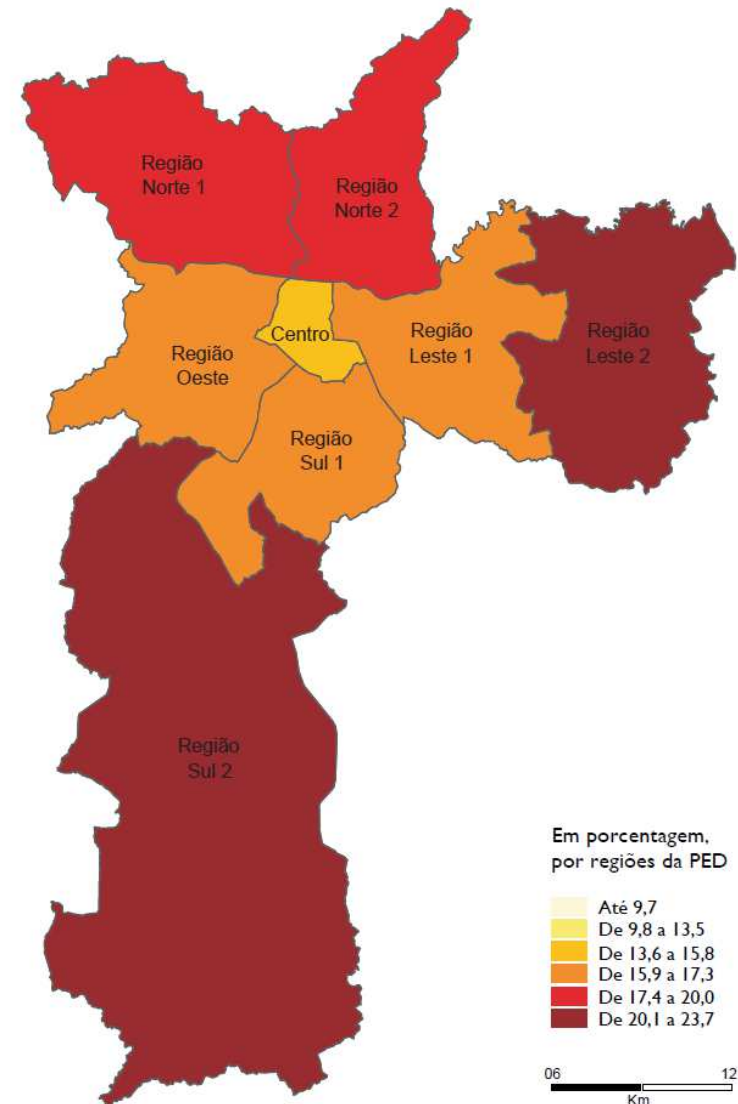 Região
Norte 1
Região
Norte 2
Centro
Região
Oeste
Região
Leste 1
Região
Leste 2
Região
Sul 1
Região
Sul 2
Em porcentagem,
por regiões da PED
Até 9,7
De 9,8 a 13,5
De 13,6 a 15,8
De 15,9 a 17,3
De 17,4 a 20,0
De 20,1 a 23,7
06 12
Km